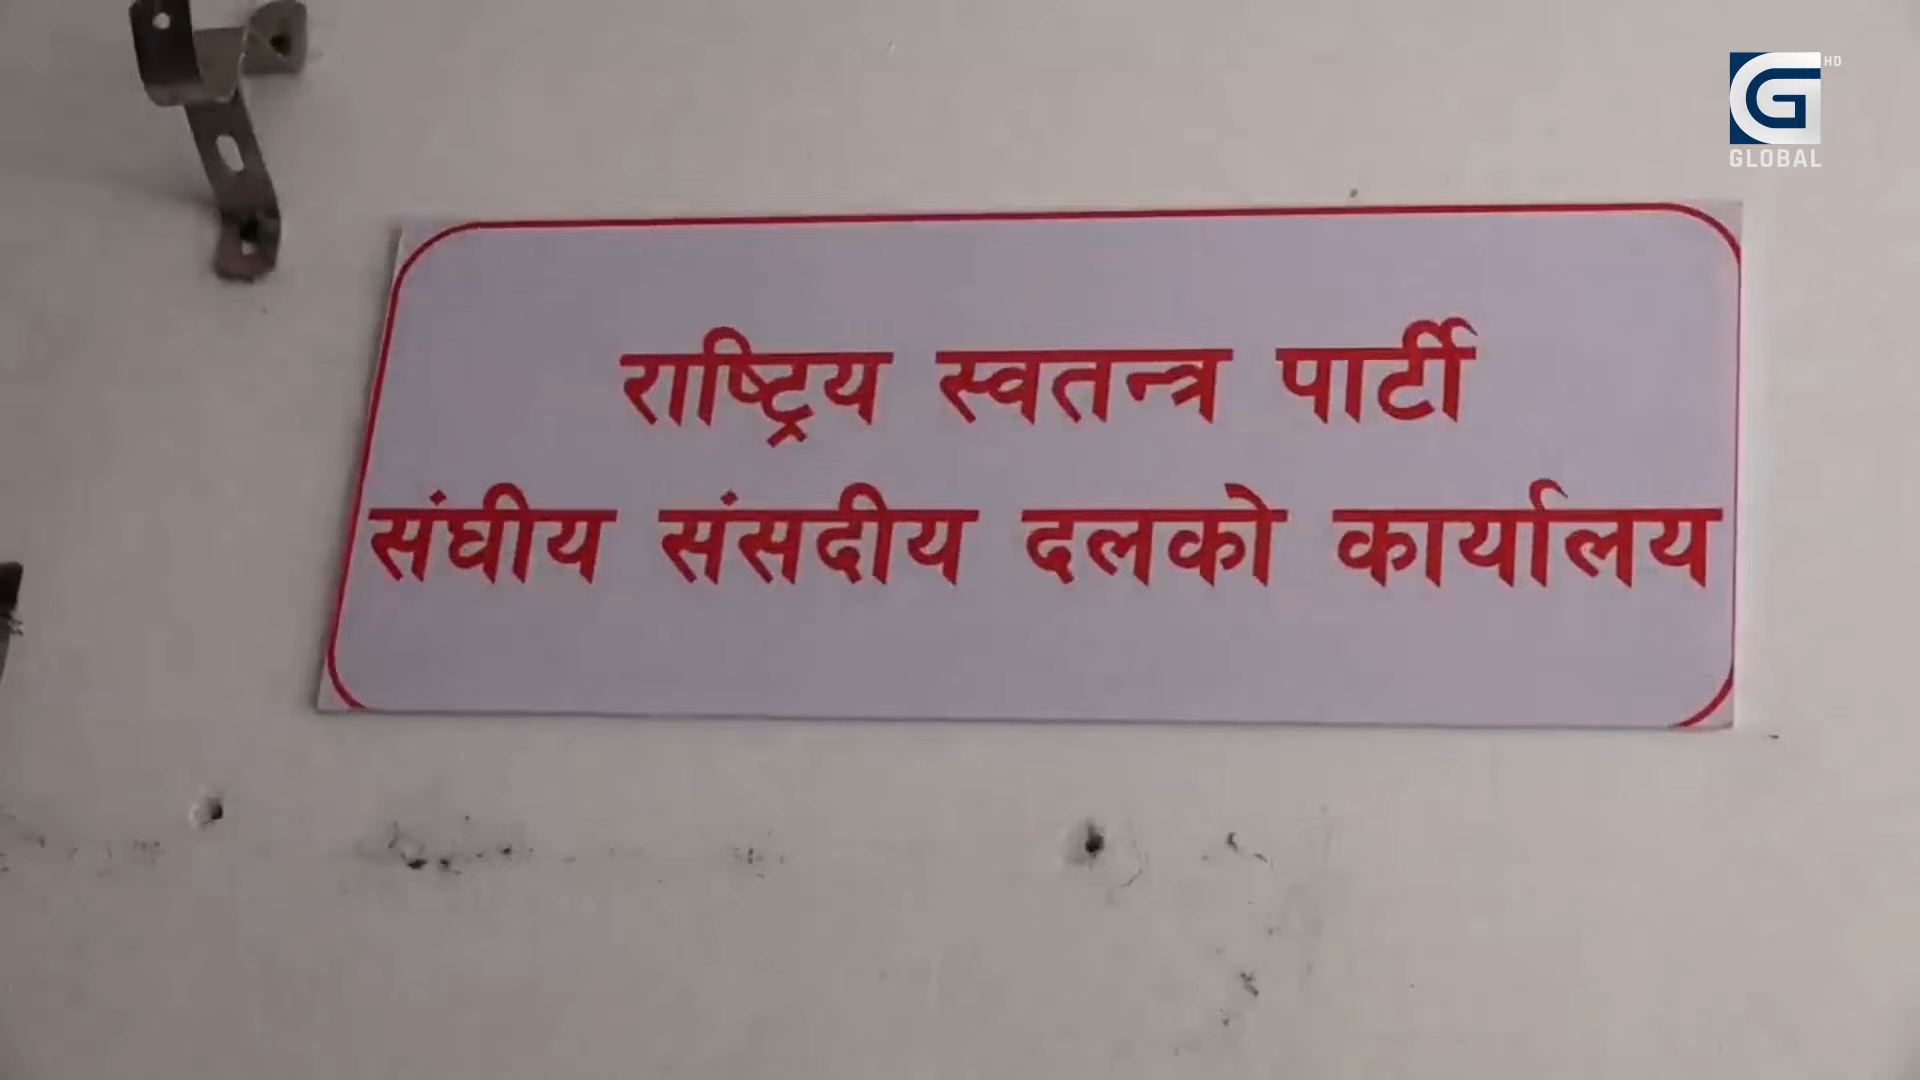 HD
GLOBAL
राष्ट्रिय स्वतन्त्र पार्टी
संघीय संसदीय दलको कार्यालय